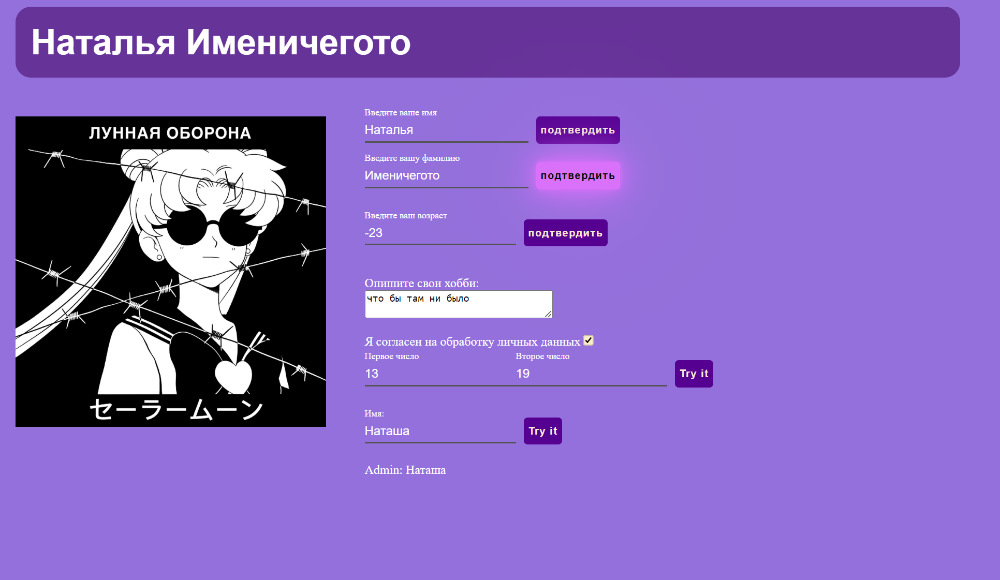 Наталья Именичегото
ЛУННАЯ ОБОРОНА
セーラームーン
Введите ваше имя
Наталья подтвердить
Введите вашу фамилию
Именичегото подтвердить
Введите ваш возраст
-23 подтвердить
Опишите свои хобби:
что бы там ни было
Я согласен на обработку личных данных
Первое число Второе число
13 19 Try it
Имя:
Наташа Try it
Admin: Наташа